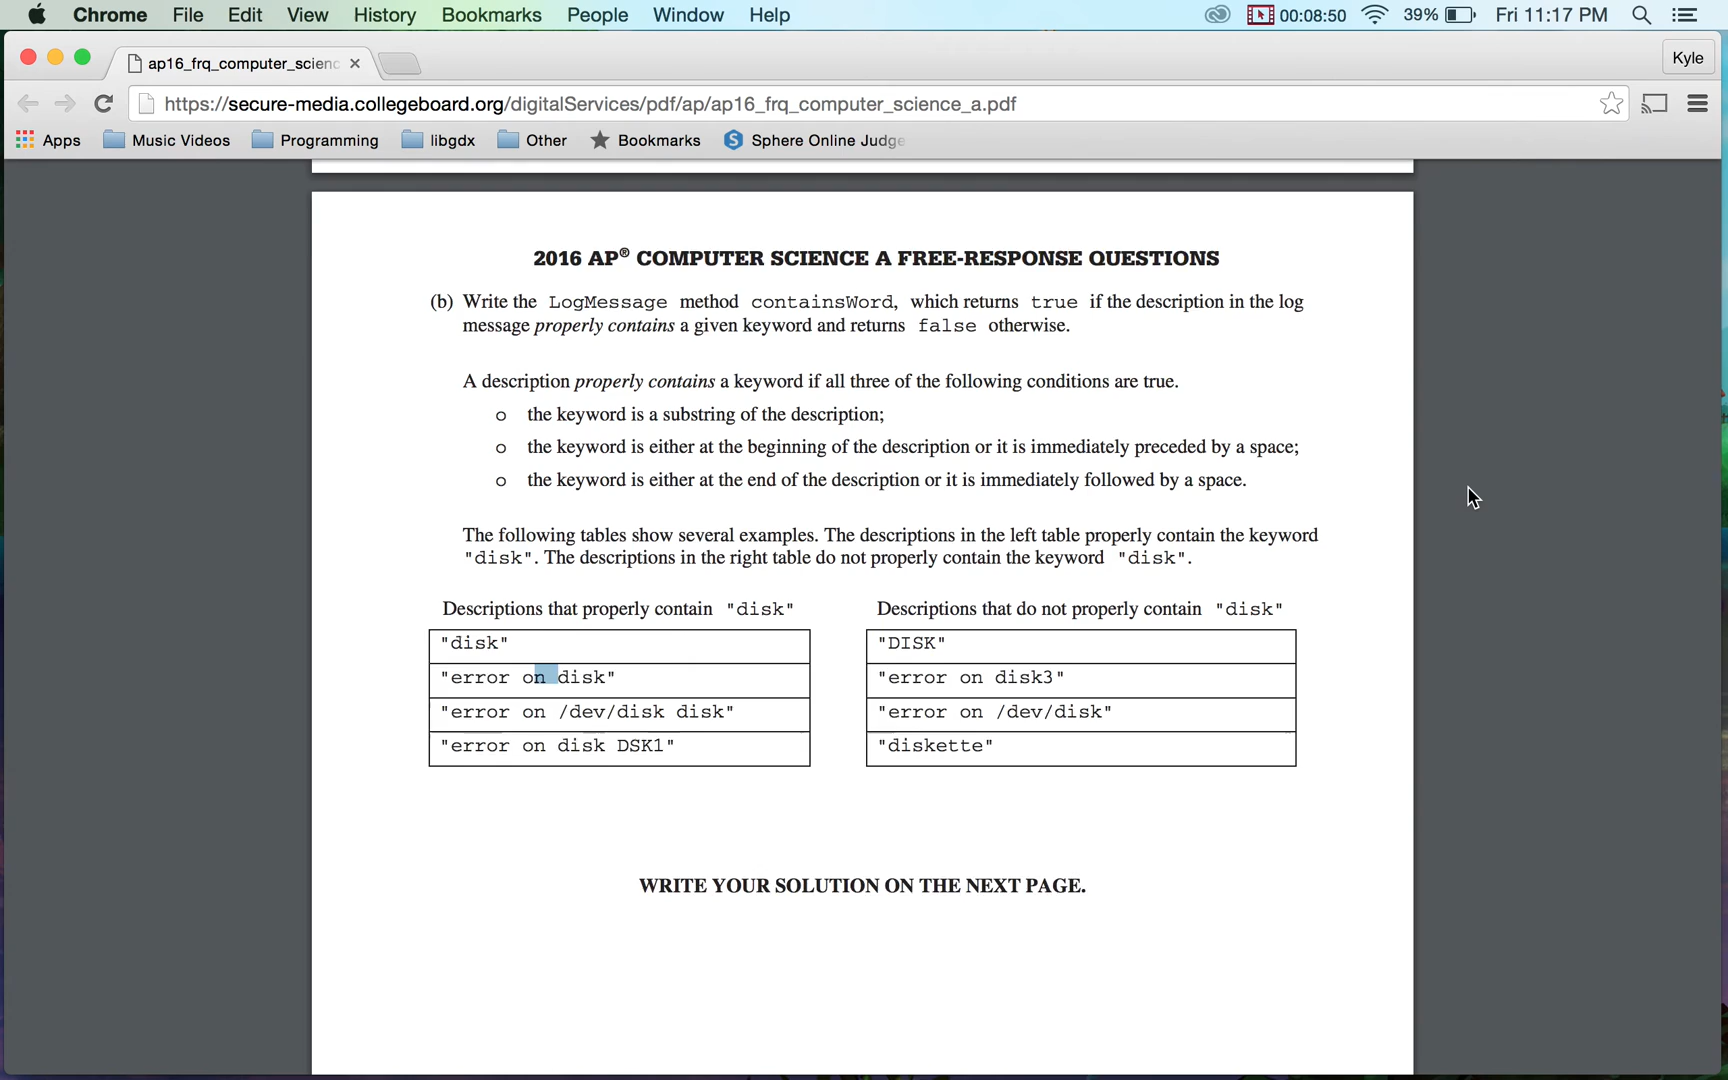 Chrome File Edit View History Bookmarks People Window Help 00:08:50 39% Fri 11:17 PM
ap16_frq_computer_scienc Kyle
https://secure-media.collegeboard.org/digitalServices/pdf/ap/ap16_frq_computer_science_a.pdf
Apps Music Videos Programming libgdx Other Bookmarks Sphere Online Judge
2016 AP® COMPUTER SCIENCE A FREE-RESPONSE QUESTIONS
(b) Write the LogMessage method containsWord, which returns true if the description in the log
message properly contains a given keyword and returns false otherwise.
A description properly contains a keyword if all three of the following conditions are true.
o the keyword is a substring of the description;
o the keyword is either at the beginning of the description or it is immediately preceded by a space;
o the keyword is either at the end of the description or it is immediately followed by a space.
The following tables show several examples. The descriptions in the left table properly contain the keyword
"disk". The descriptions in the right table do not properly contain the keyword "disk".
Descriptions that properly contain "disk"
"disk"
"error on disk"
"error on /dev/disk disk"
"error on disk DSK1"
Descriptions that do not properly contain "disk"
"DISK"
"error on disk3"
"error on /dev/disk"
"diskette"
WRITE YOUR SOLUTION ON THE NEXT PAGE.